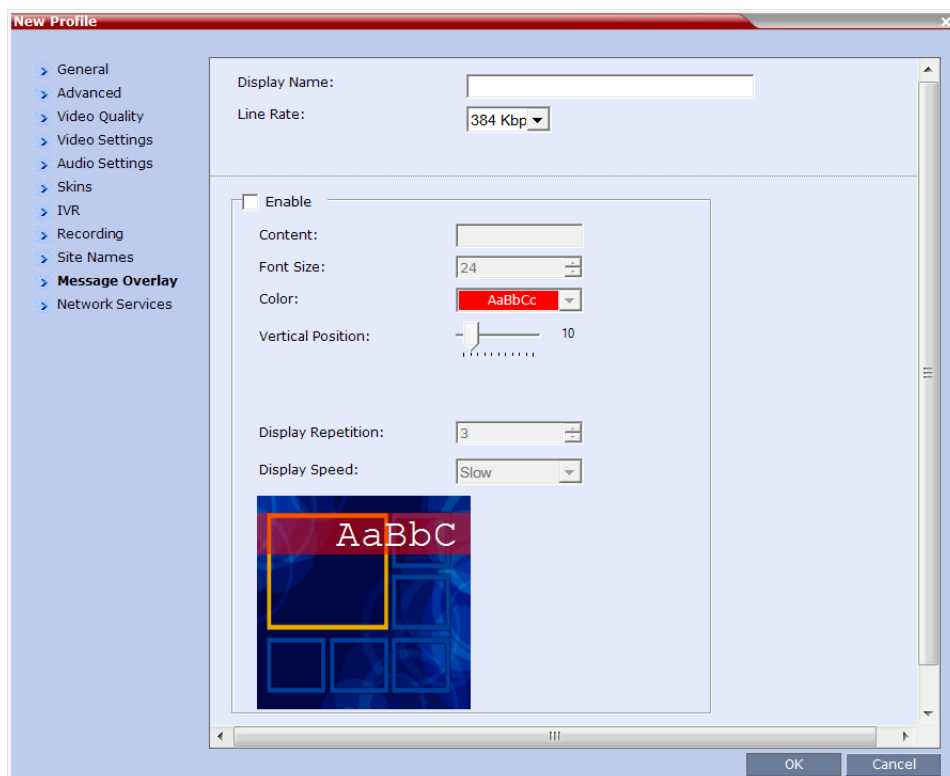 New Profile
General
Advanced
Video Quality
Video Settings
Audio Settings
Skins
IVR
Recording
Site Names
Message Overlay
Network Services
Display Name:
Line Rate: 384 Kbp
Enable
Content:
Font Size: 24
Color: AaBbCc
Vertical Position: 10
Display Repetition: 3
Display Speed: Slow
AaBbC
OK Cancel